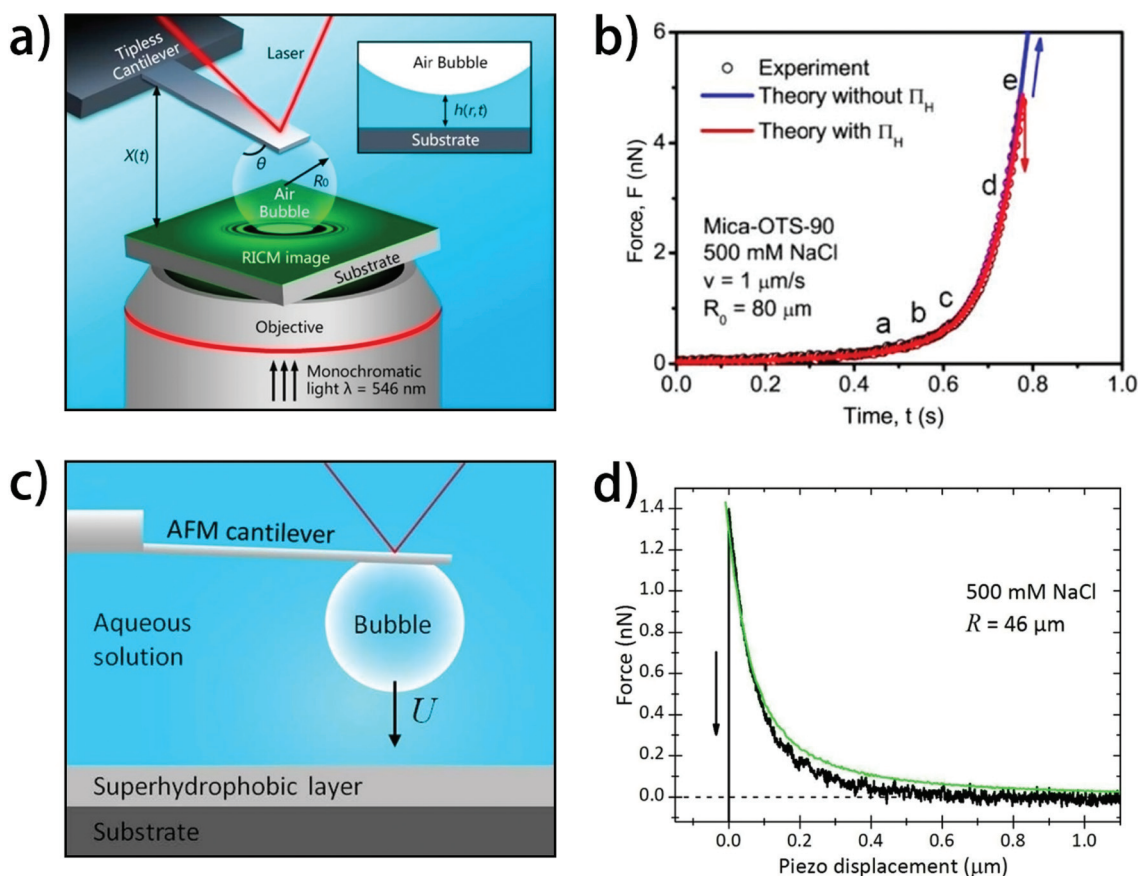 a)
Tipless
Cantilever
Laser
Air Bubble
h(r,t)
Substrate
X(t)
θ
R₀
Air
Bubble
RICM image
Substrate
Objective
Monochromatic
light λ = 546 nm
b)
6
4
2
0
Force, F (nN)
Experiment
Theory without Π_H
Theory with Π_H
Mica-OTS-90
500 mM NaCl
v = 1 μm/s
R₀ = 80 μm
a
b
c
d
e
0.0 0.2 0.4 0.6 0.8 1.0
Time, t (s)
c)
AFM cantilever
Bubble
Aqueous
solution
U
Superhydrophobic layer
Substrate
d)
1.4
1.2
1.0
0.8
0.6
0.4
0.2
0.0
Force (nN)
500 mM NaCl
R = 46 μm
0.0 0.2 0.4 0.6 0.8 1.0
Piezo displacement (μm)